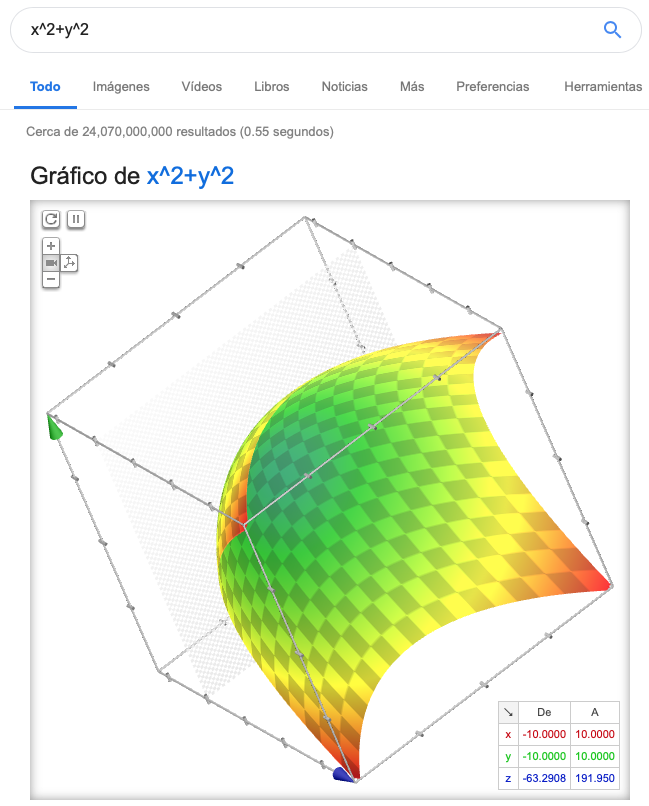 x^2+y^2
Todo Imágenes Vídeos Libros Noticias Más Preferencias Herramientas
Cerca de 24,070,000,000 resultados (0.55 segundos)
Gráfico de x^2+y^2
+
−
De A
x -10.0000 10.0000
y -10.0000 10.0000
z -63.2908 191.950